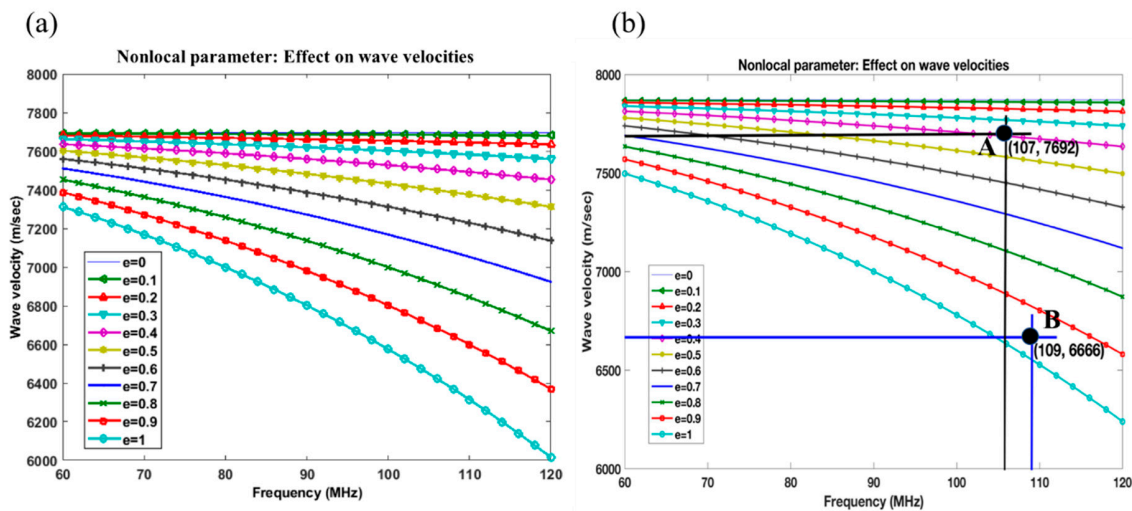 (a)
Nonlocal parameter: Effect on wave velocities
8000
7800
7600
7400
7200
7000
6800
6600
6400
6200
6000
Wave velocity (m/sec)
e=0
e=0.1
e=0.2
e=0.3
e=0.4
e=0.5
e=0.6
e=0.7
e=0.8
e=0.9
e=1
60 70 80 90 100 110 120
Frequency (MHz)
(b)
Nonlocal parameter: Effect on wave velocities
8000
7500
7000
6500
6000
Wave velocity (m/sec)
A
(107, 7692)
B
(109, 6666)
e=0
e=0.1
e=0.2
e=0.3
e=0.4
e=0.5
e=0.6
e=0.7
e=0.8
e=0.9
e=1
60 70 80 90 100 110 120
Frequency (MHz)